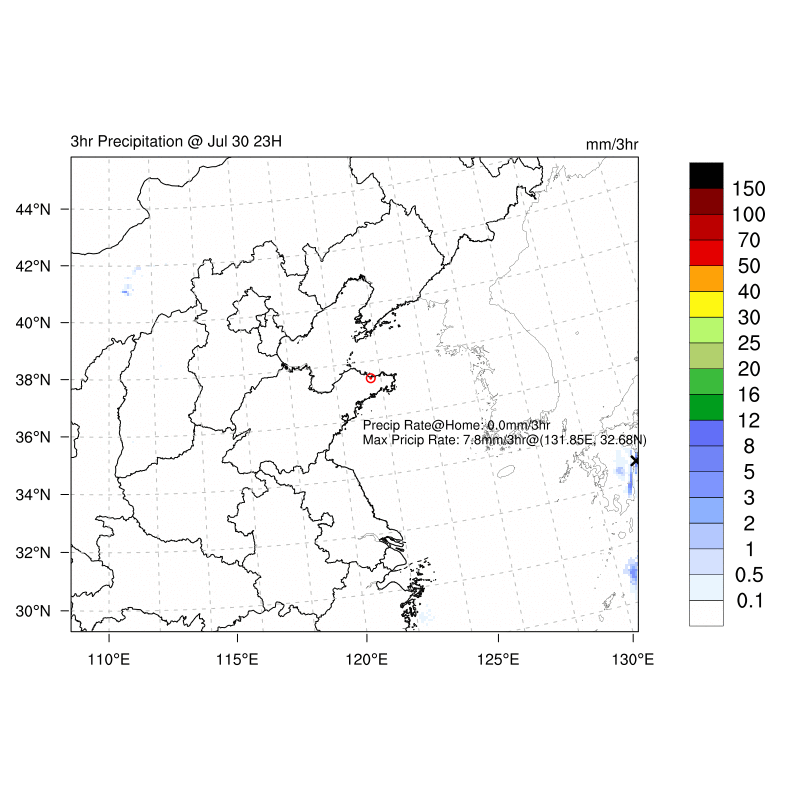 3hr Precipitation @ Jul 30 23H
mm/3hr
44°N
42°N
40°N
38°N
36°N
34°N
32°N
30°N
Precip Rate@Home: 0.0mm/3hr
Max Pricip Rate: 7.8mm/3hr@(131.85E, 32.68N)
110°E
115°E
120°E
125°E
130°E
150
100
70
50
40
30
25
20
16
12
8
5
3
2
1
0.5
0.1